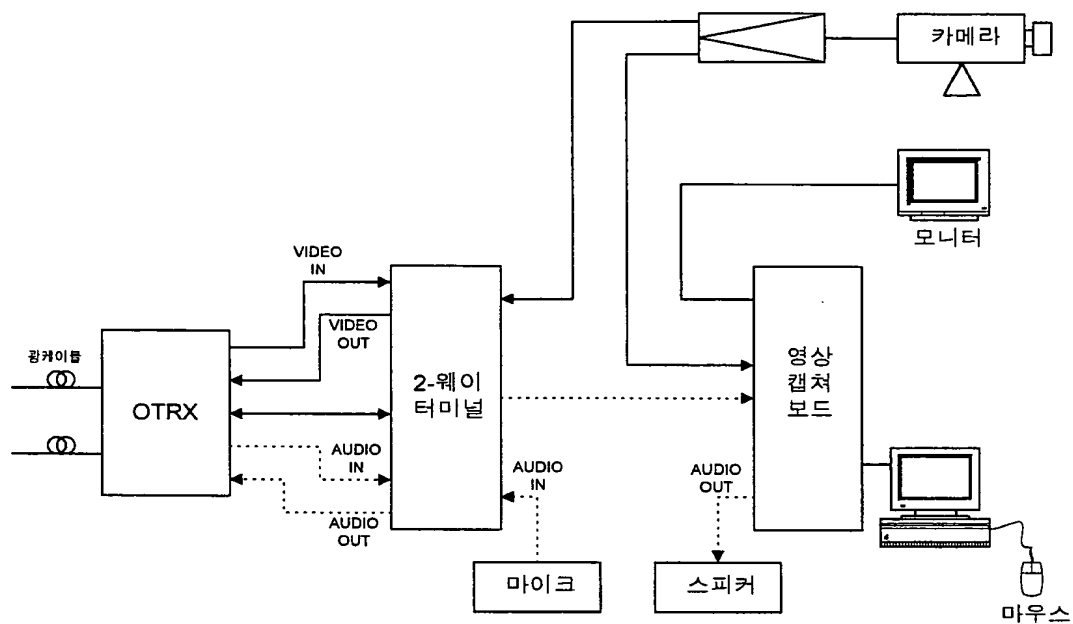 카메라
모니터
VIDEO
IN
VIDEO
OUT
광케이블
OTRX
2-웨이
터미널
영상
캡쳐
보드
AUDIO
IN
AUDIO
OUT
AUDIO
IN
AUDIO
OUT
마이크
스피커
마우스